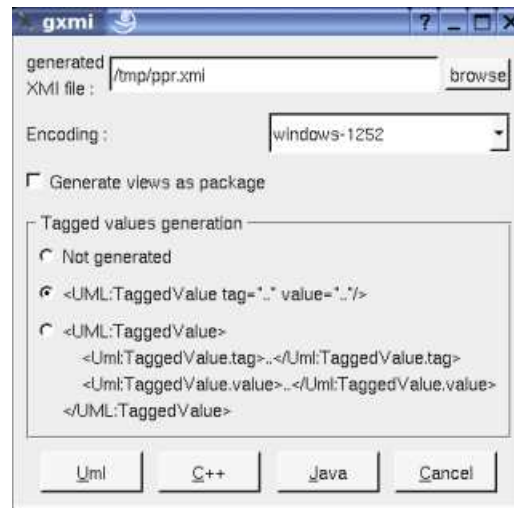 gxmi ?
generated
XMI file : /tmp/ppr.xmi browse
Encoding : windows-1252
Generate views as package
Tagged values generation
Not generated
<UML:TaggedValue tag=".." value=".."/>
<UML:TaggedValue>
<Uml:TaggedValue.tag>..</Uml:TaggedValue.tag>
<Uml:TaggedValue.value>..</Uml:TaggedValue.value>
</UML:TaggedValue>
Uml C++ Java Cancel